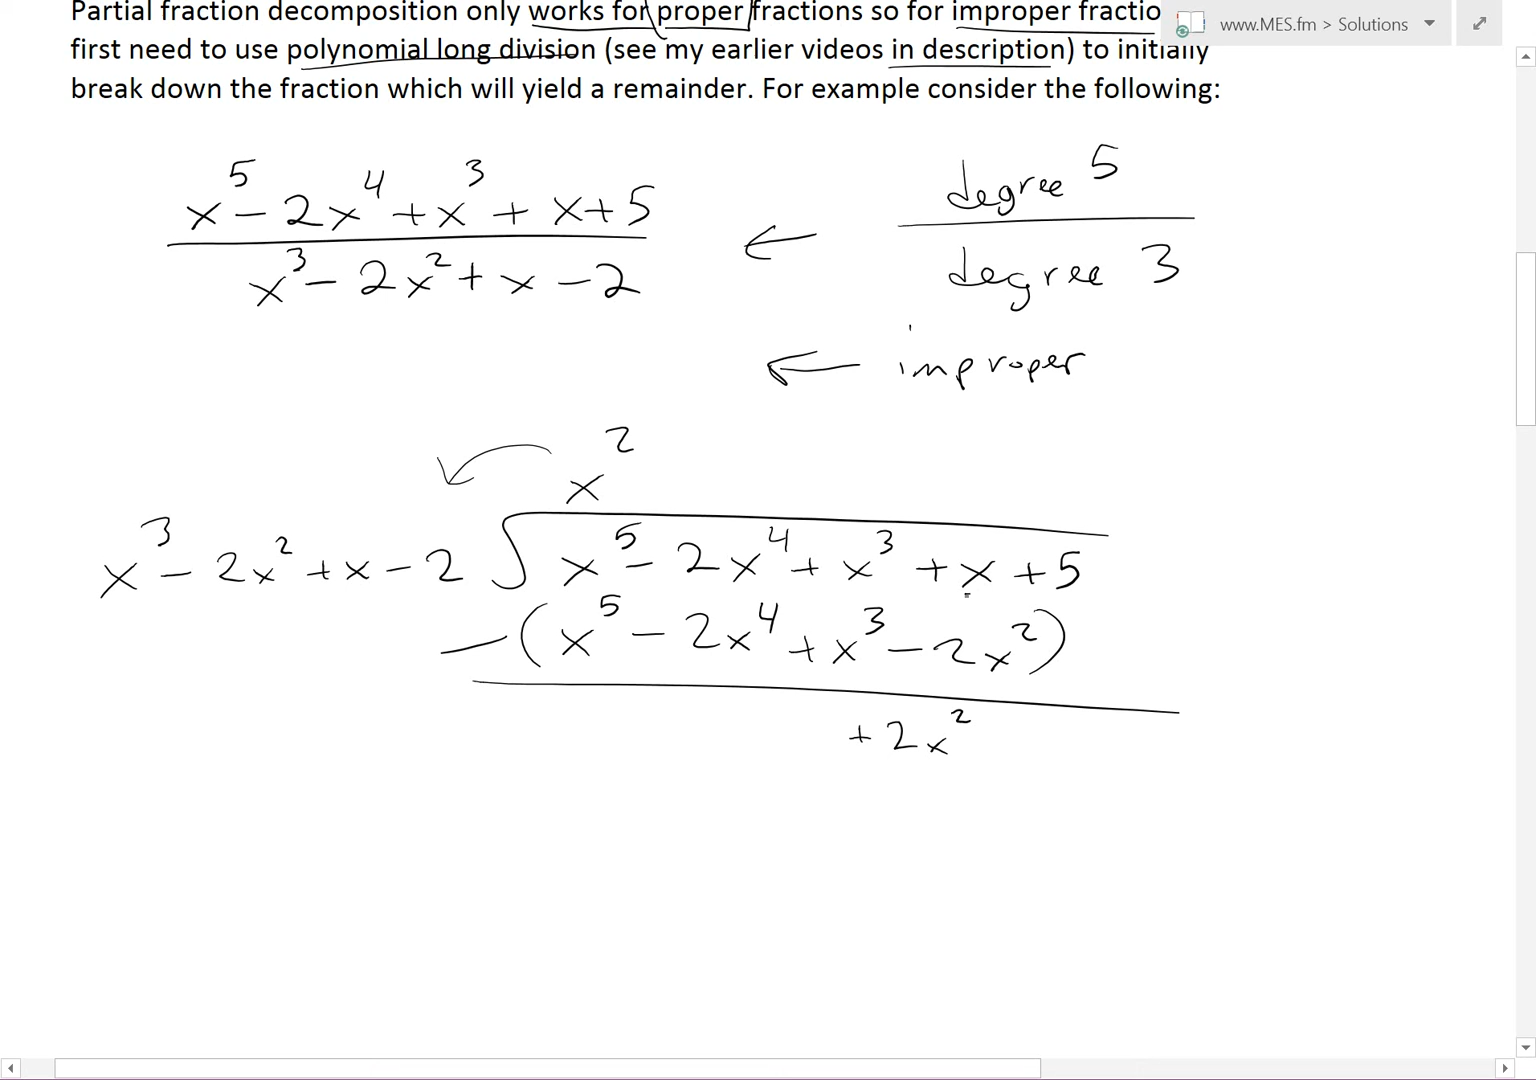 Partial fraction decomposition only works for proper fractions so for improper fractio
www.MES.fm > Solutions
first need to use polynomial long division (see my earlier videos in description) to initially
break down the fraction which will yield a remainder. For example consider the following:
x⁵ - 2x⁴ + x³ + x + 5
x³ - 2x² + x - 2
← degree 5
degree 3
← improper
x²
x³ - 2x² + x - 2 ) x⁵ - 2x⁴ + x³ + x + 5
-(x⁵ - 2x⁴ + x³ - 2x²)
+ 2x²